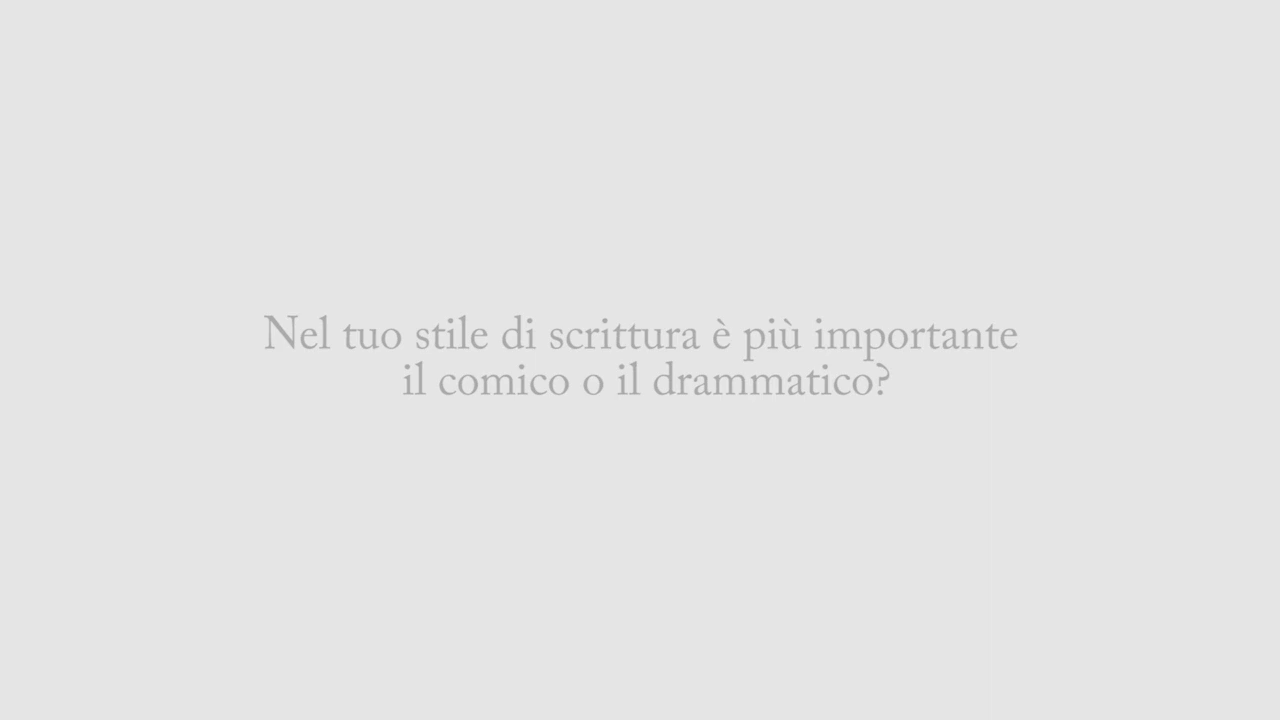 Nel tuo stile di scrittura è più importante
il comico o il drammatico?